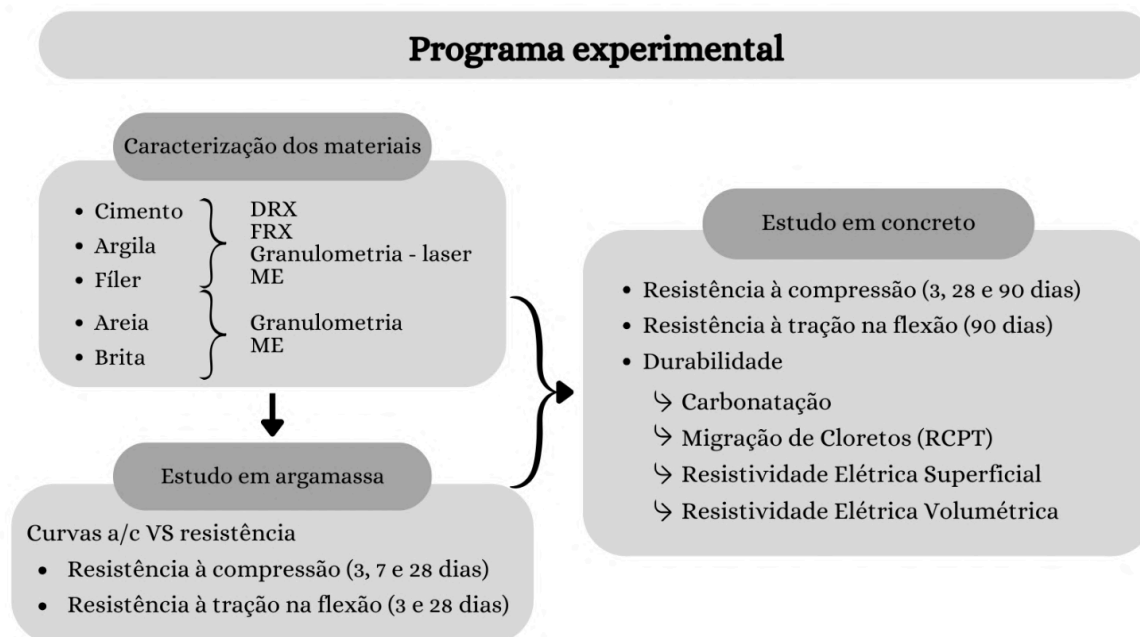 Programa experimental
Caracterização dos materiais
• Cimento
• Argila
• Fíler
DRX
FRX
Granulometria - laser
ME
• Areia
• Brita
Granulometria
ME
Estudo em argamassa
Curvas a/c VS resistência
• Resistência à compressão (3, 7 e 28 dias)
• Resistência à tração na flexão (3 e 28 dias)
Estudo em concreto
• Resistência à compressão (3, 28 e 90 dias)
• Resistência à tração na flexão (90 dias)
• Durabilidade
↳ Carbonatação
↳ Migração de Cloretos (RCPT)
↳ Resistividade Elétrica Superficial
↳ Resistividade Elétrica Volumétrica